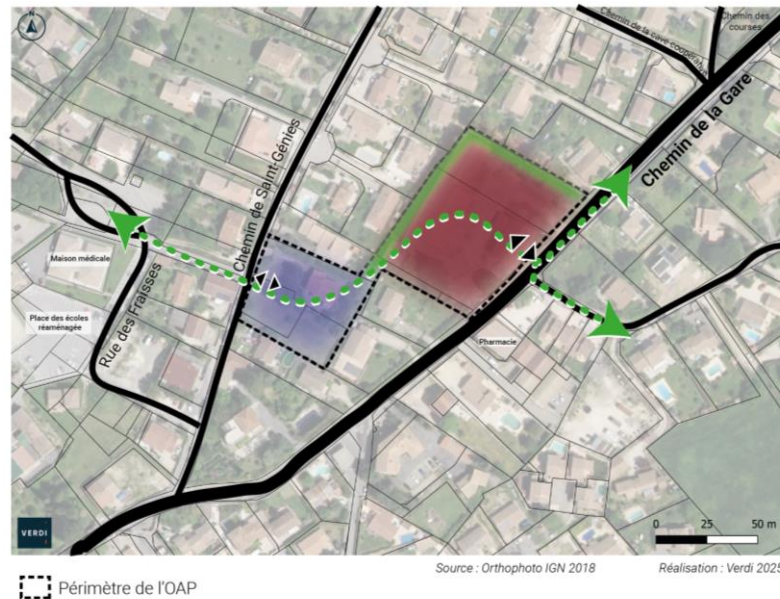 Chemin des
courses
Chemin de la cave coopérative
Chemin de la Gare
Chemin de Saint-Génies
Maison médicale
Place des écoles
réaménagée
Rue des Fraisses
Pharmacie
VERDI
0 25 50 m
Source : Orthophoto IGN 2018 Réalisation : Verdi 2025
Périmètre de l'OAP